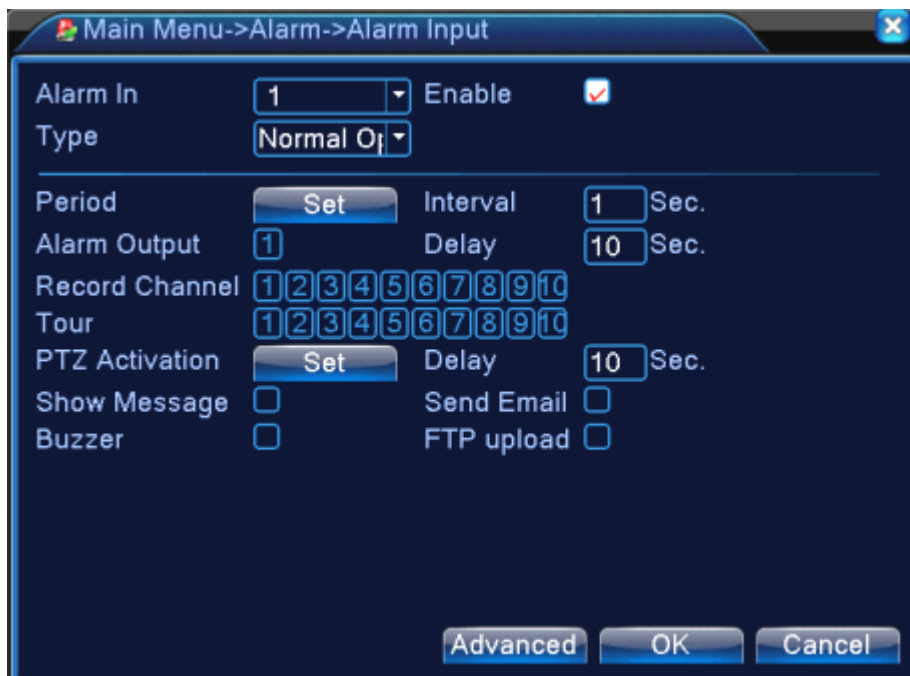 Main Menu->Alarm->Alarm Input
Alarm In 1 Enable
Type Normal Op
Period Set Interval 1 Sec.
Alarm Output 1 Delay 10 Sec.
Record Channel 1 2 3 4 5 6 7 8 9 10
Tour 1 2 3 4 5 6 7 8 9 10
PTZ Activation Set Delay 10 Sec.
Show Message Send Email
Buzzer FTP upload
Advanced OK Cancel